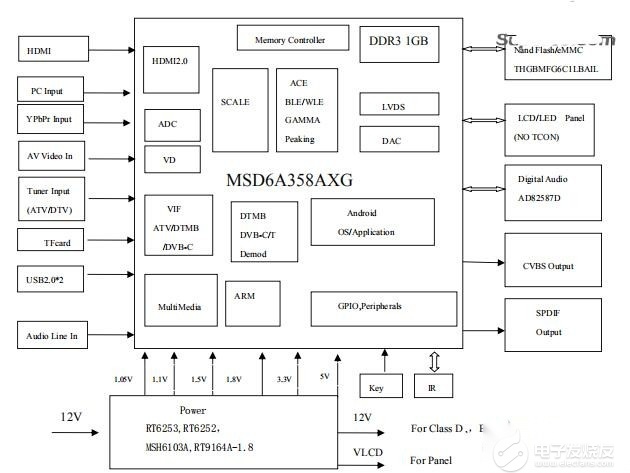 HDMI
PC Input
YPbPr Input
AV Video In
Tuner Input
(ATV/DTV)
TFcard
USB2.0*2
Audio Line In
Memory Controller
DDR3 1GB
HDMI2.0
SCALE
ACE
BLE/WLE
GAMMA
Peaking
LVDS
ADC
DAC
VD
MSD6A358AXG
VIF
ATV/DTMB
/DVB-C
DTMB
DVB-C/T
Demod
Android
OS/Application
MultiMedia
ARM
GPIO,Peripherals
Nand Flash/eMMC
THGBMFG6C1LBAIL
LCD/LED Panel
(NO TCON)
Digital Audio
AD82587D
CVBS Output
SPDIF
Output
1.05V
1.1V
1.5V
1.8V
3.3V
5V
Key
IR
12V
Power
RT6253,RT6252,
MSH6103A,RT9164A-1.8
12V
For Class D,,
VLCD
For Panel
电子发烧友